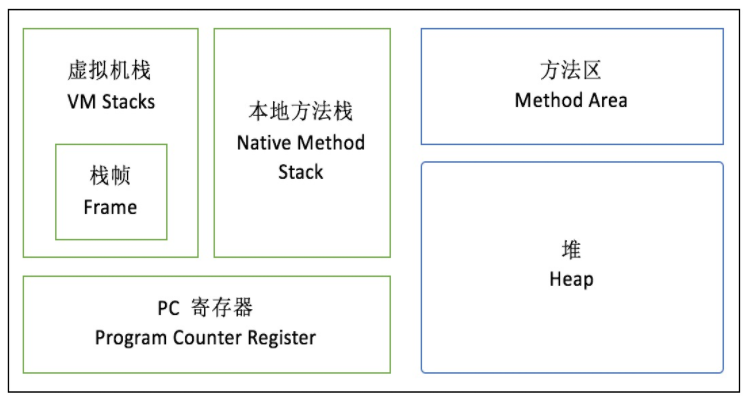 虚拟机栈
VM Stacks
栈帧
Frame
本地方法栈
Native Method
Stack
PC 寄存器
Program Counter Register
方法区
Method Area
堆
Heap